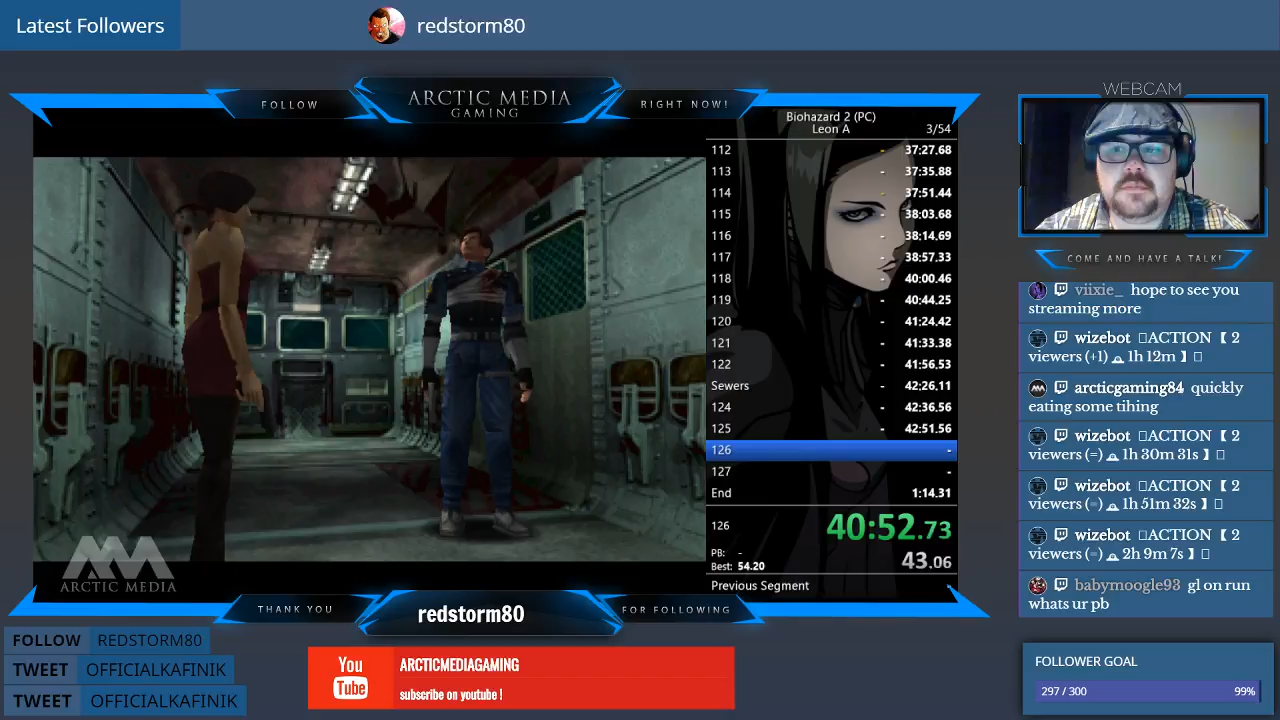 Latest Followers
redstorm80
FOLLOW
ARCTIC MEDIA
GAMING
RIGHT NOW!
Biohazard 2 (PC)
Leon A 3/54
112 - 37:27.68
113 - 37:35.88
114 - 37:51.44
115 - 38:03.68
116 - 38:14.69
117 - 38:57.33
118 - 40:00.46
119 - 40:44.25
120 - 41:24.42
121 - 41:33.38
122 - 41:56.53
Sewers - 42:26.11
124 - 42:36.56
125 - 42:51.56
126 -
127 -
End 1:14.31
126 40:52.73
PB: -
Best: 54.20 43.06
Previous Segment -
ARCTIC MEDIA
THANK YOU
redstorm80
FOR FOLLOWING
FOLLOW REDSTORM80
TWEET OFFICIALKAFINIK
TWEET OFFICIALKAFINIK
You
Tube
ARCTICMEDIAGAMING
subscribe on youtube !
WEBCAM
COME AND HAVE A TALK!
viixie_ hope to see you
streaming more
wizebot ACTION【 2
viewers (+1) 1h 12m 】
arcticgaming84 quickly
eating some tihing
wizebot ACTION【 2
viewers (=) 1h 30m 31s 】
wizebot ACTION【 2
viewers (=) 1h 51m 32s 】
wizebot ACTION【 2
viewers (=) 2h 9m 7s 】
babymoogle93 gl on run
whats ur pb
FOLLOWER GOAL
297 / 300 99%